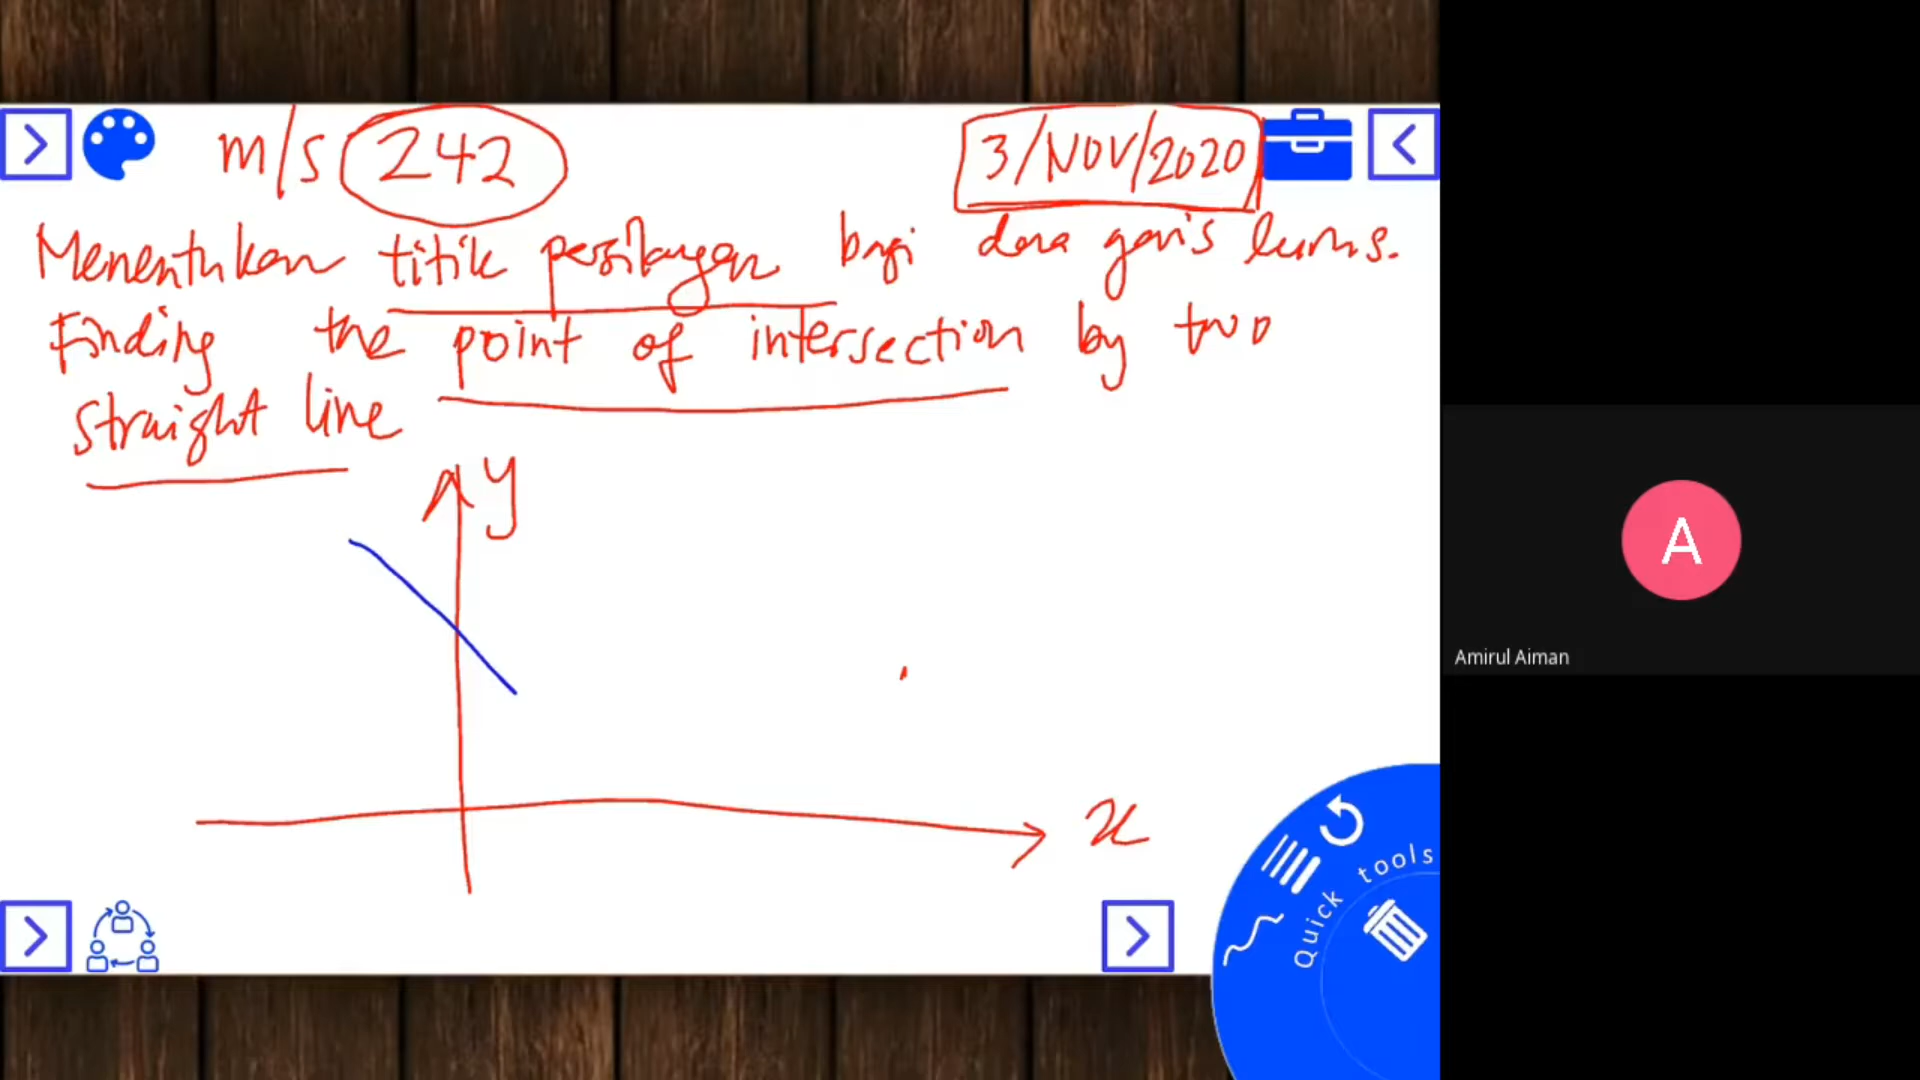 m/s 242
3/NOV/2020
Menentukan titik persilangan bagi dua garis lurus.
Finding the point of intersection by two
straight line
y
x
A
Amirul Aiman
Quick tools